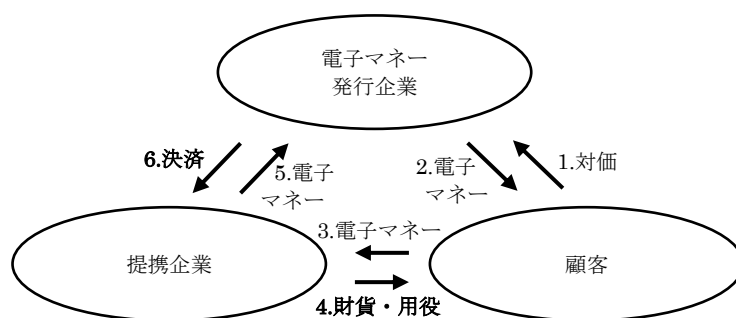 電子マネー
発行企業
6.決済
5.電子
マネー
2.電子
マネー
1.対価
3.電子マネー
提携企業
顧客
4.財貨・用役